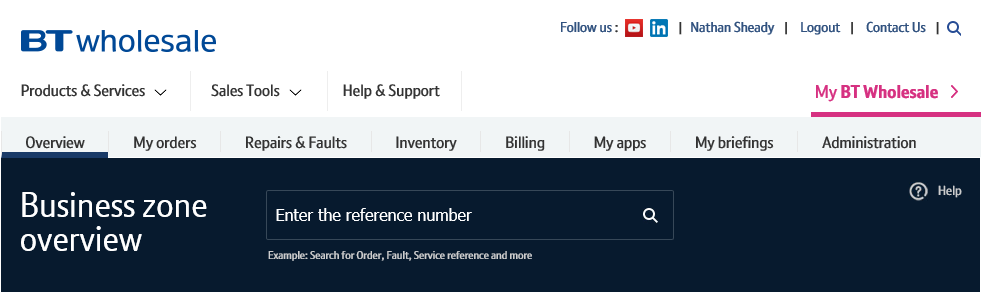 Follow us : | Nathan Sheady | Logout | Contact Us |
BT wholesale
Products & Services Sales Tools Help & Support My BT Wholesale
Overview My orders Repairs & Faults Inventory Billing My apps My briefings Administration
Business zone
overview
Enter the reference number
Example: Search for Order, Fault, Service reference and more
Help